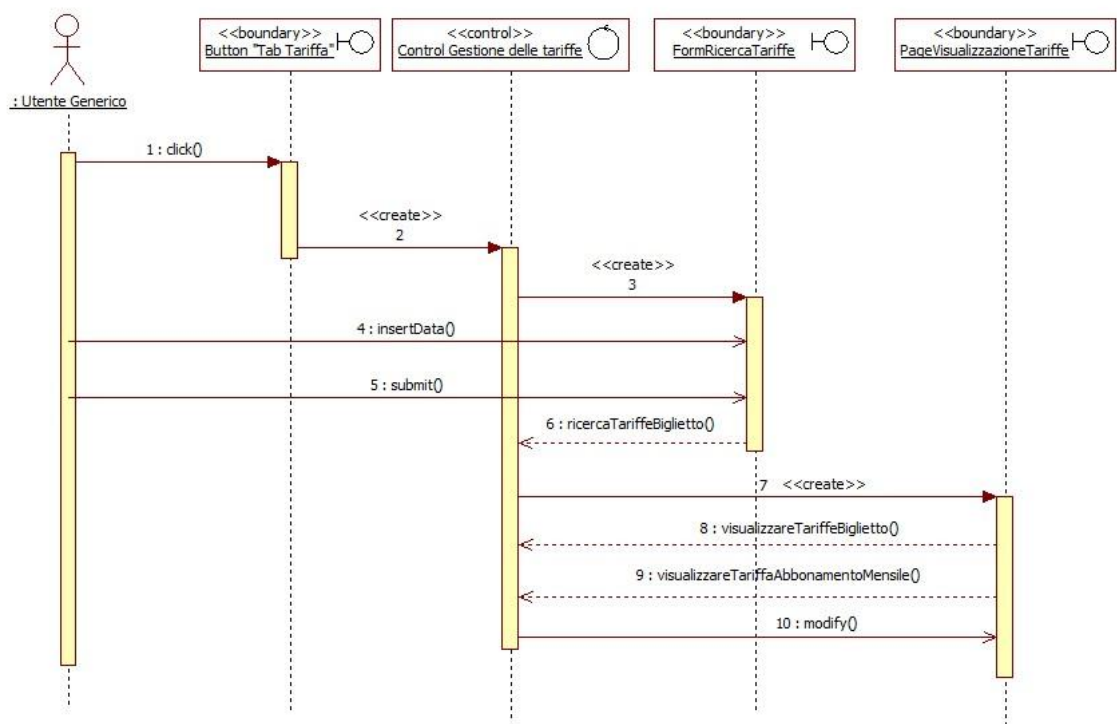 <<boundary>>
Button "Tab Tariffa"
<<control>>
Control Gestione delle tariffe
<<boundary>>
FormRicercaTariffe
<<boundary>>
PageVisualizzazioneTariffe
: Utente Generico
1 : click()
<<create>>
2
<<create>>
3
4 : insertData()
5 : submit()
6 : ricercaTariffeBiglietto()
7 <<create>>
8 : visualizzareTariffeBiglietto()
9 : visualizzareTariffaAbbonamentoMensile()
10 : modify()